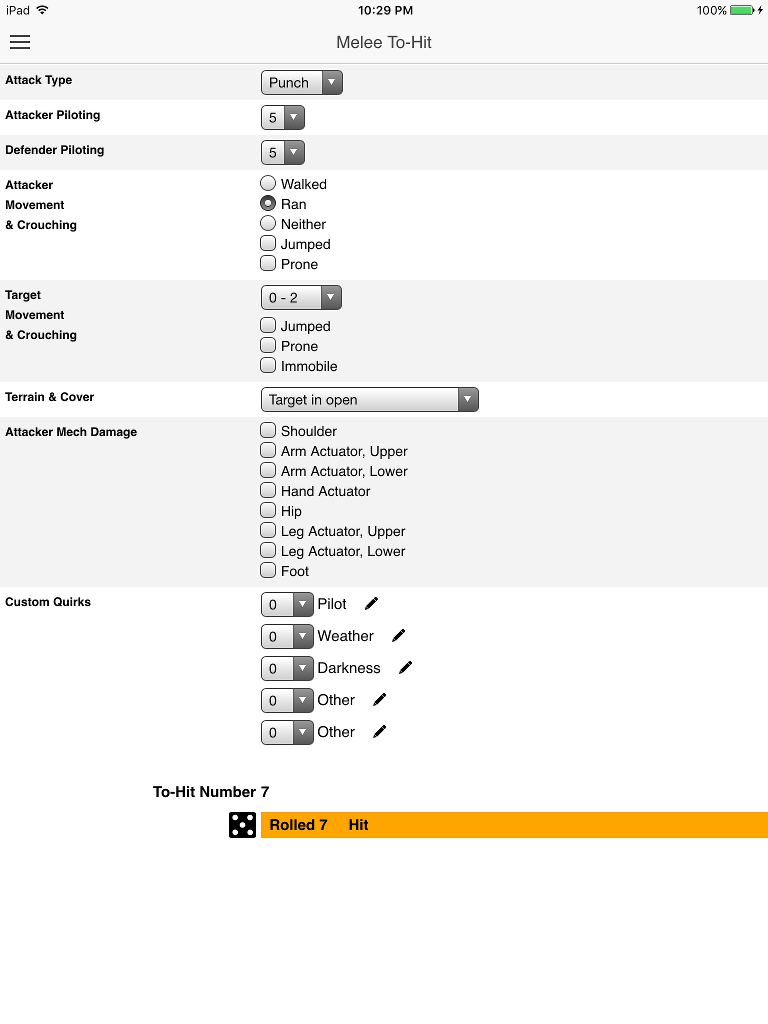 iPad 10:29 PM 100%
Melee To-Hit
Attack Type Punch
Attacker Piloting 5
Defender Piloting 5
Attacker Walked
Movement Ran
& Crouching Neither
Jumped
Prone
Target 0 - 2
Movement Jumped
& Crouching Prone
Immobile
Terrain & Cover Target in open
Attacker Mech Damage Shoulder
Arm Actuator, Upper
Arm Actuator, Lower
Hand Actuator
Hip
Leg Actuator, Upper
Leg Actuator, Lower
Foot
Custom Quirks 0 Pilot
0 Weather
0 Darkness
0 Other
0 Other
To-Hit Number 7
Rolled 7 Hit